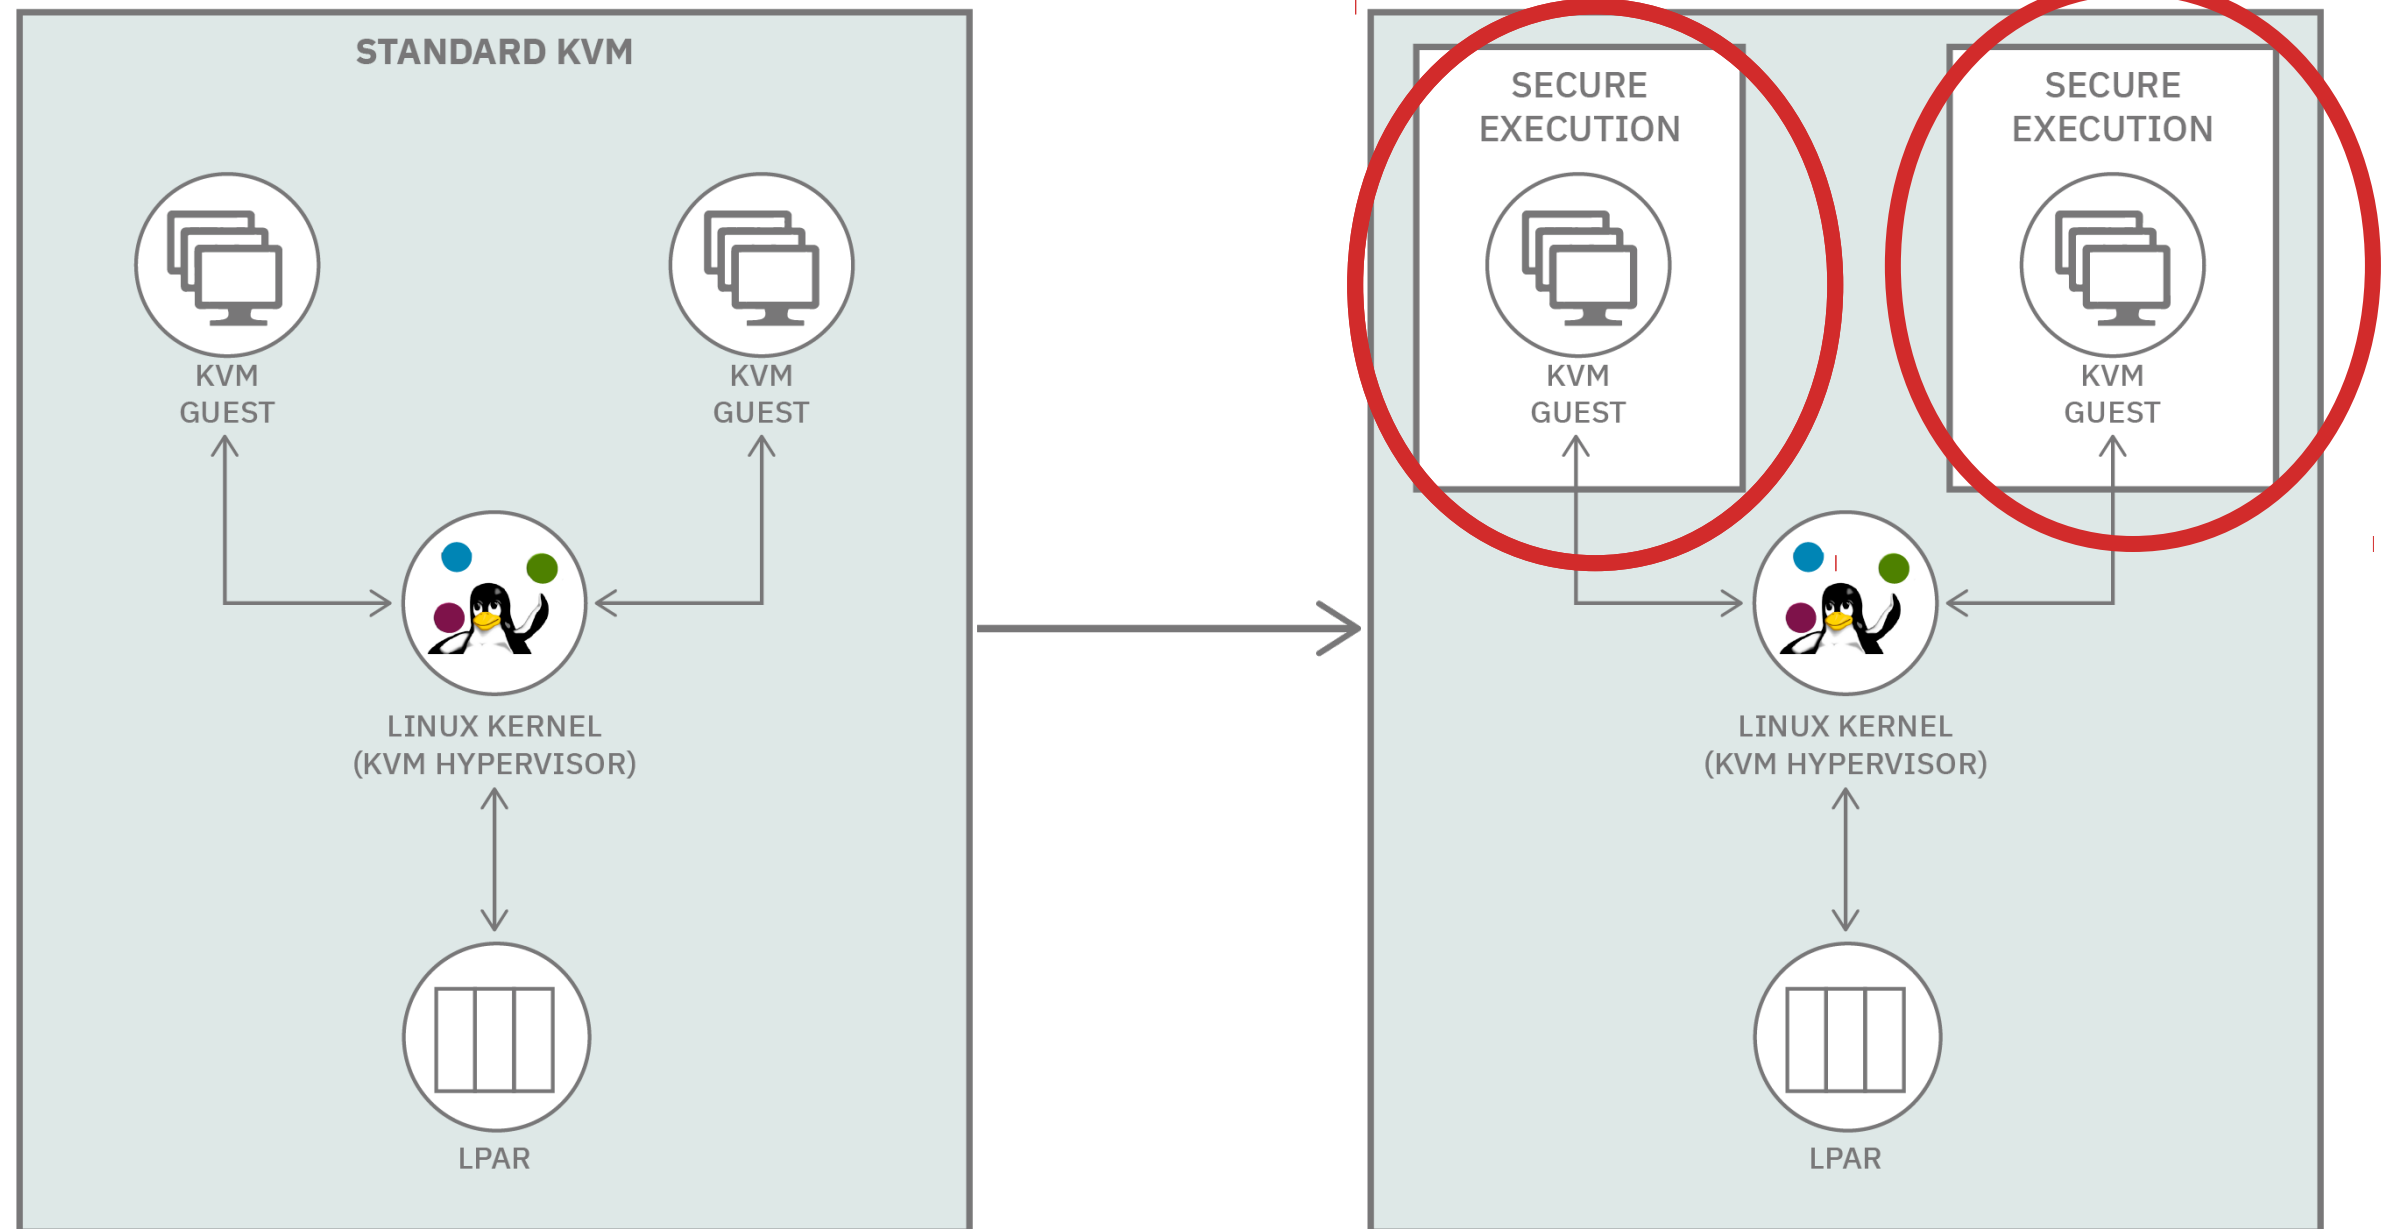 STANDARD KVM
KVM
GUEST
KVM
GUEST
LINUX KERNEL
(KVM HYPERVISOR)
LPAR
SECURE
EXECUTION
KVM
GUEST
SECURE
EXECUTION
KVM
GUEST
LINUX KERNEL
(KVM HYPERVISOR)
LPAR